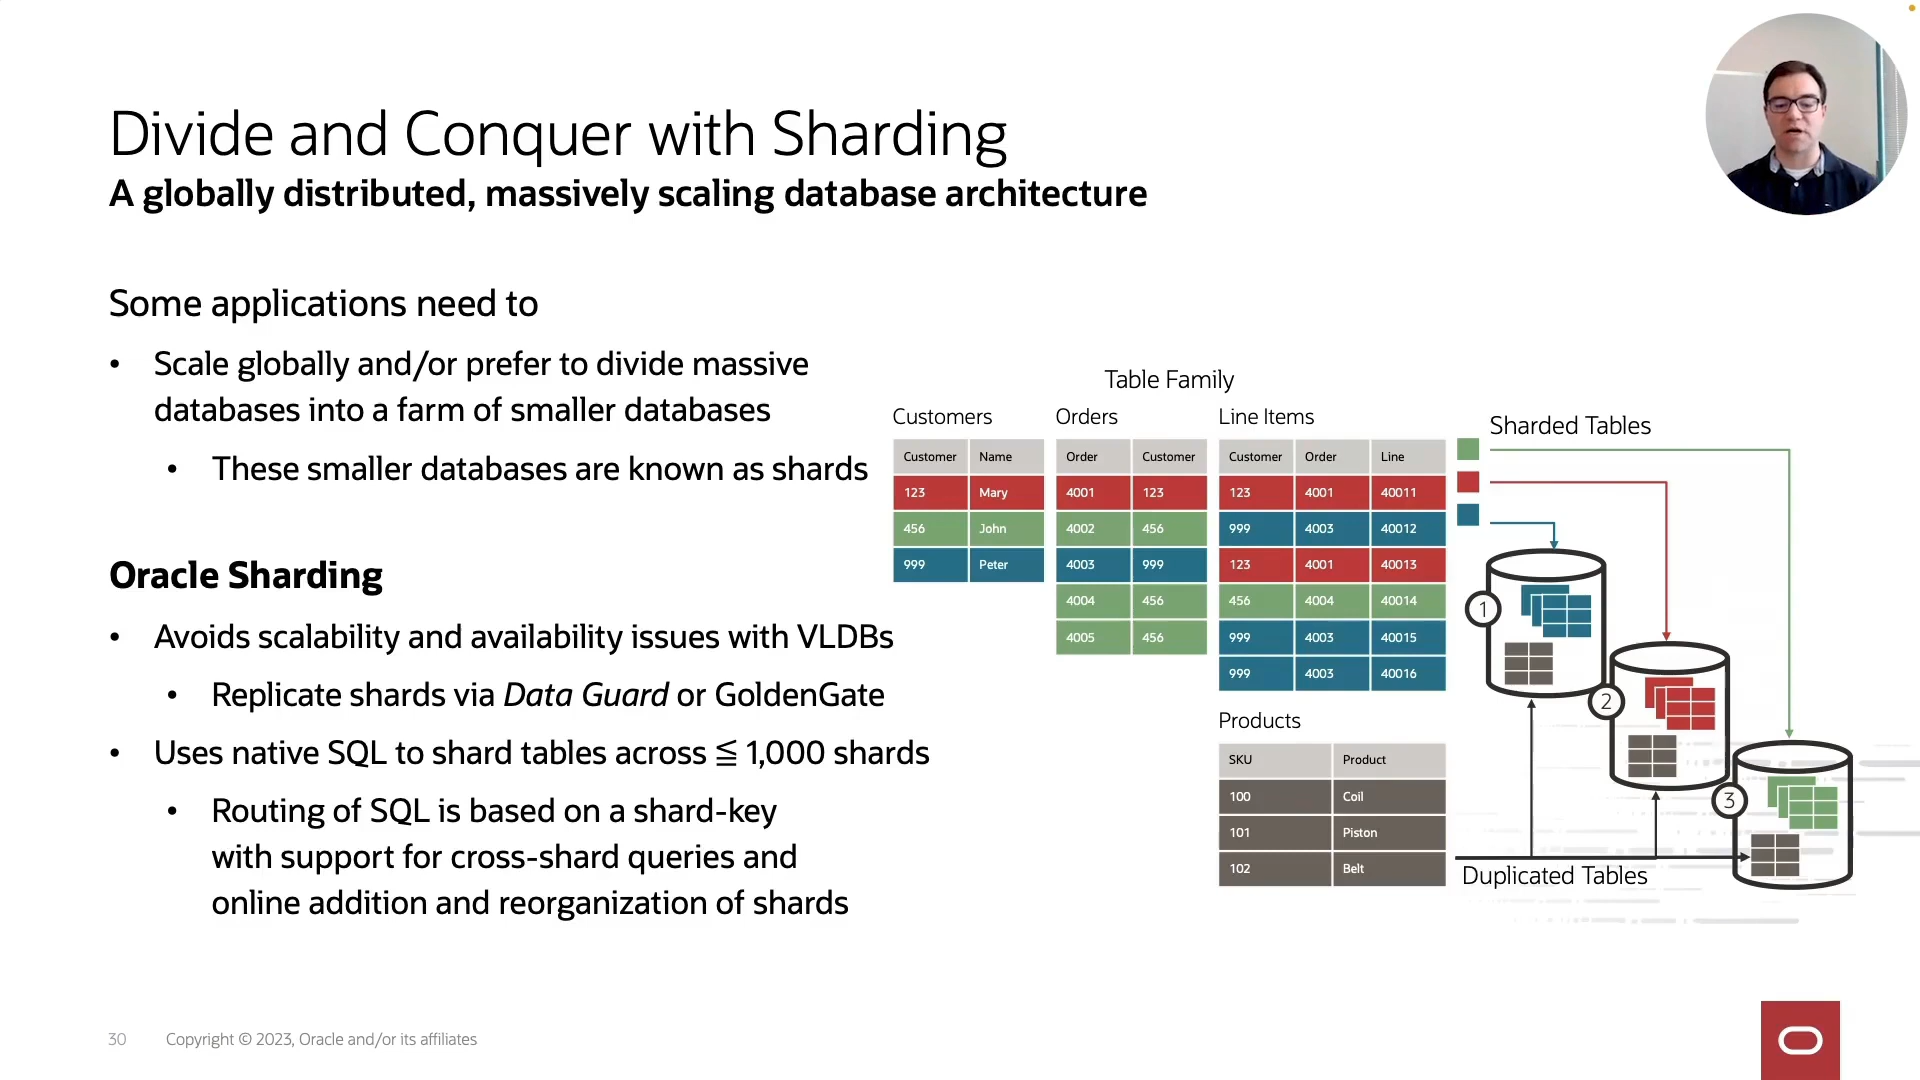 Divide and Conquer with Sharding
A globally distributed, massively scaling database architecture
Some applications need to
• Scale globally and/or prefer to divide massive
databases into a farm of smaller databases
• These smaller databases are known as shards
Oracle Sharding
• Avoids scalability and availability issues with VLDBs
• Replicate shards via Data Guard or GoldenGate
• Uses native SQL to shard tables across ≦ 1,000 shards
• Routing of SQL is based on a shard-key
with support for cross-shard queries and
online addition and reorganization of shards
Table Family
Customers
Customer Name
123 Mary
456 John
999 Peter
Orders
Order Customer
4001 123
4002 456
4003 999
4004 456
4005 456
Line Items
Customer Order Line
123 4001 40011
999 4003 40012
123 4001 40013
456 4004 40014
999 4003 40015
999 4003 40016
Products
SKU Product
100 Coil
101 Piston
102 Belt
Sharded Tables
1
2
3
Duplicated Tables
30 Copyright © 2023, Oracle and/or its affiliates